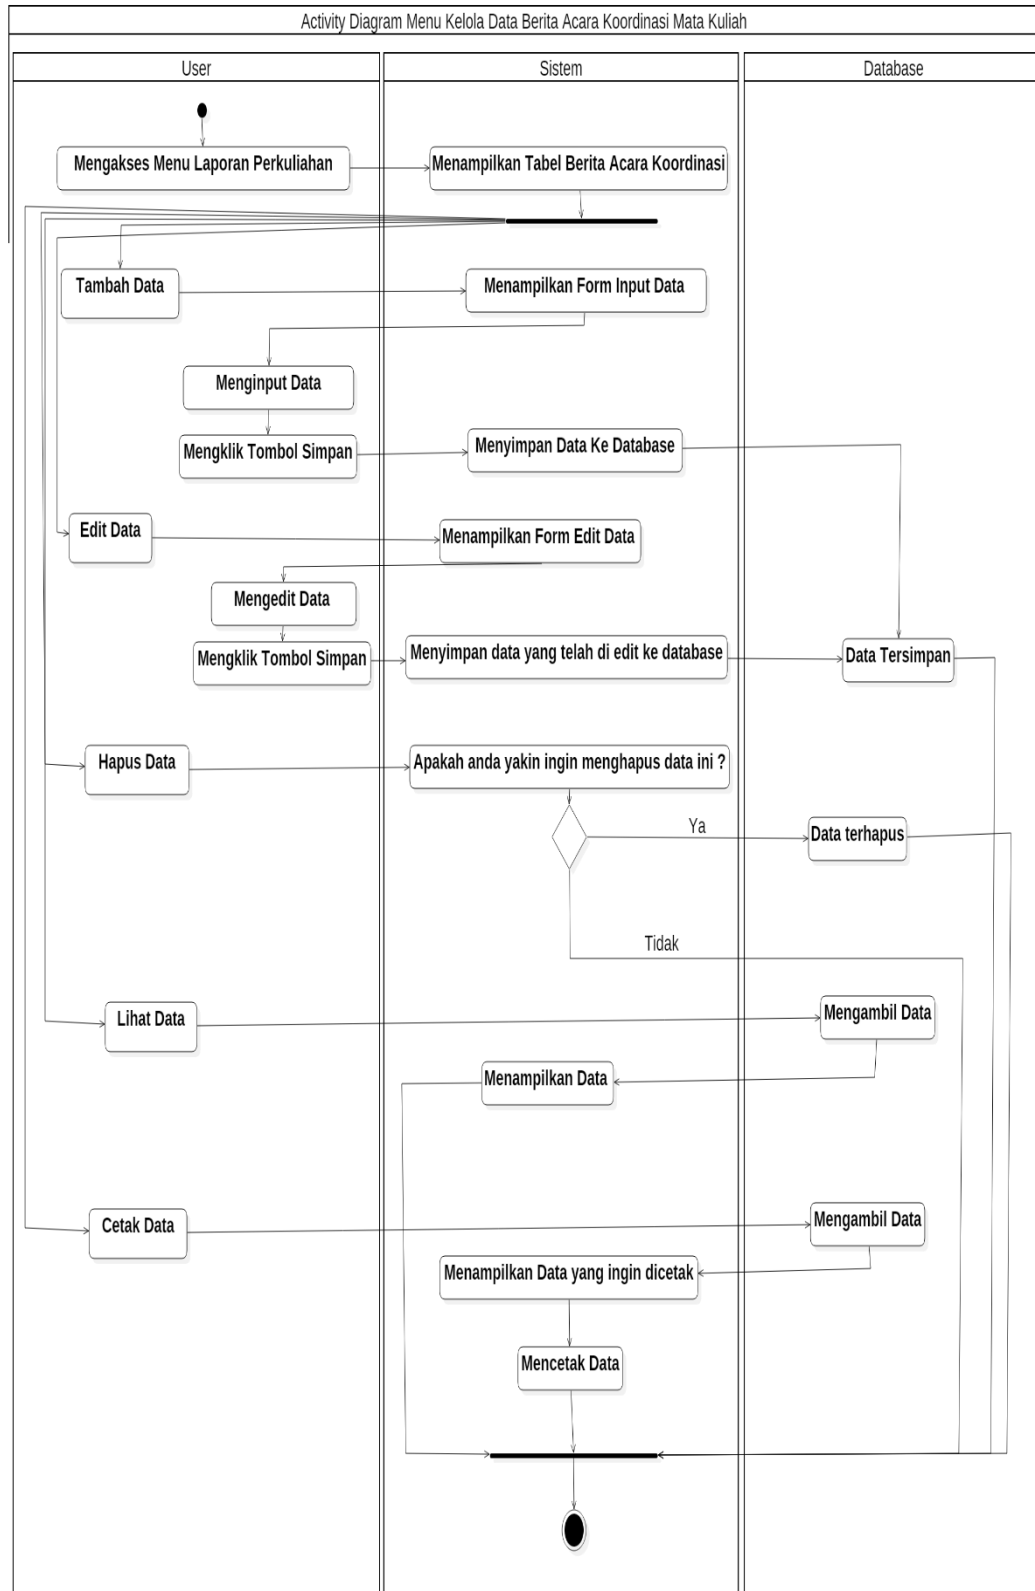 Activity Diagram Menu Kelola Data Berita Acara Koordinasi Mata Kuliah
User
Sistem
Database
Mengakses Menu Laporan Perkuliahan
Menampilkan Tabel Berita Acara Koordinasi
Tambah Data
Menampilkan Form Input Data
Menginput Data
Mengklik Tombol Simpan
Menyimpan Data Ke Database
Edit Data
Menampilkan Form Edit Data
Mengedit Data
Mengklik Tombol Simpan
Menyimpan data yang telah di edit ke database
Data Tersimpan
Hapus Data
Apakah anda yakin ingin menghapus data ini ?
Ya
Data terhapus
Tidak
Lihat Data
Mengambil Data
Menampilkan Data
Cetak Data
Mengambil Data
Menampilkan Data yang ingin dicetak
Mencetak Data